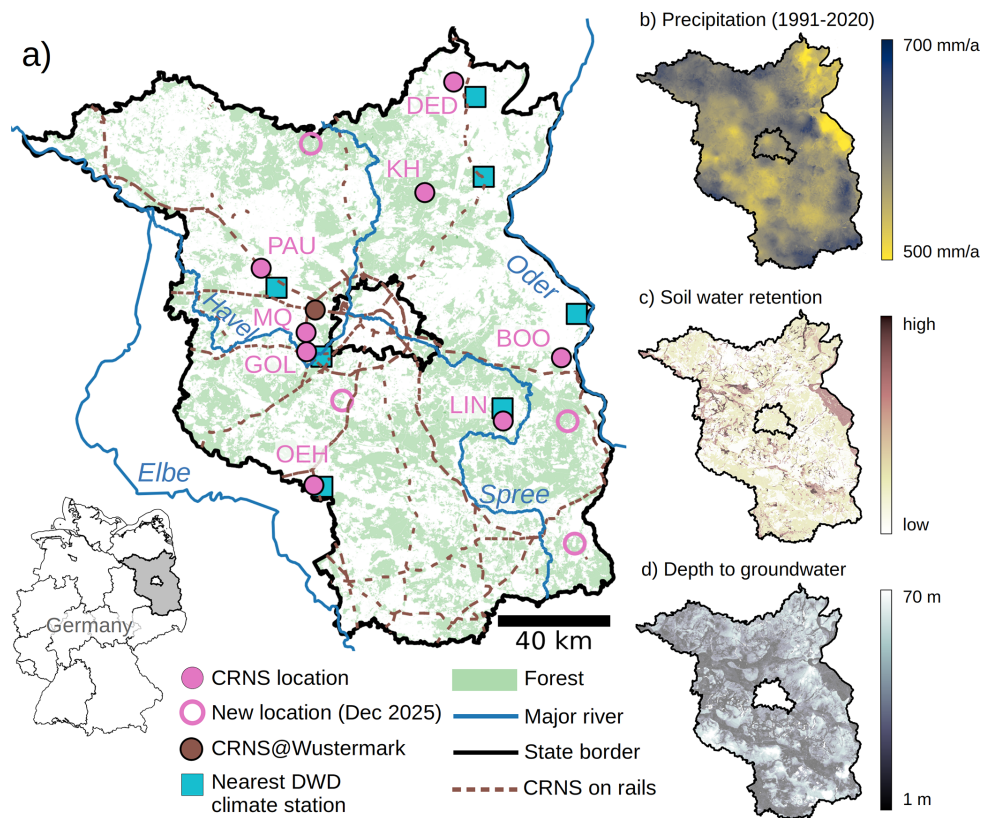 a)
DED
KH
PAU
Oder
Havel
MQ
BOO
GOL
LIN
OEH
Elbe
Spree
Germany
40 km
CRNS location
New location (Dec 2025)
CRNS@Wustermark
Nearest DWD
climate station
Forest
Major river
State border
CRNS on rails
b) Precipitation (1991-2020)
700 mm/a
500 mm/a
c) Soil water retention
high
low
d) Depth to groundwater
70 m
1 m